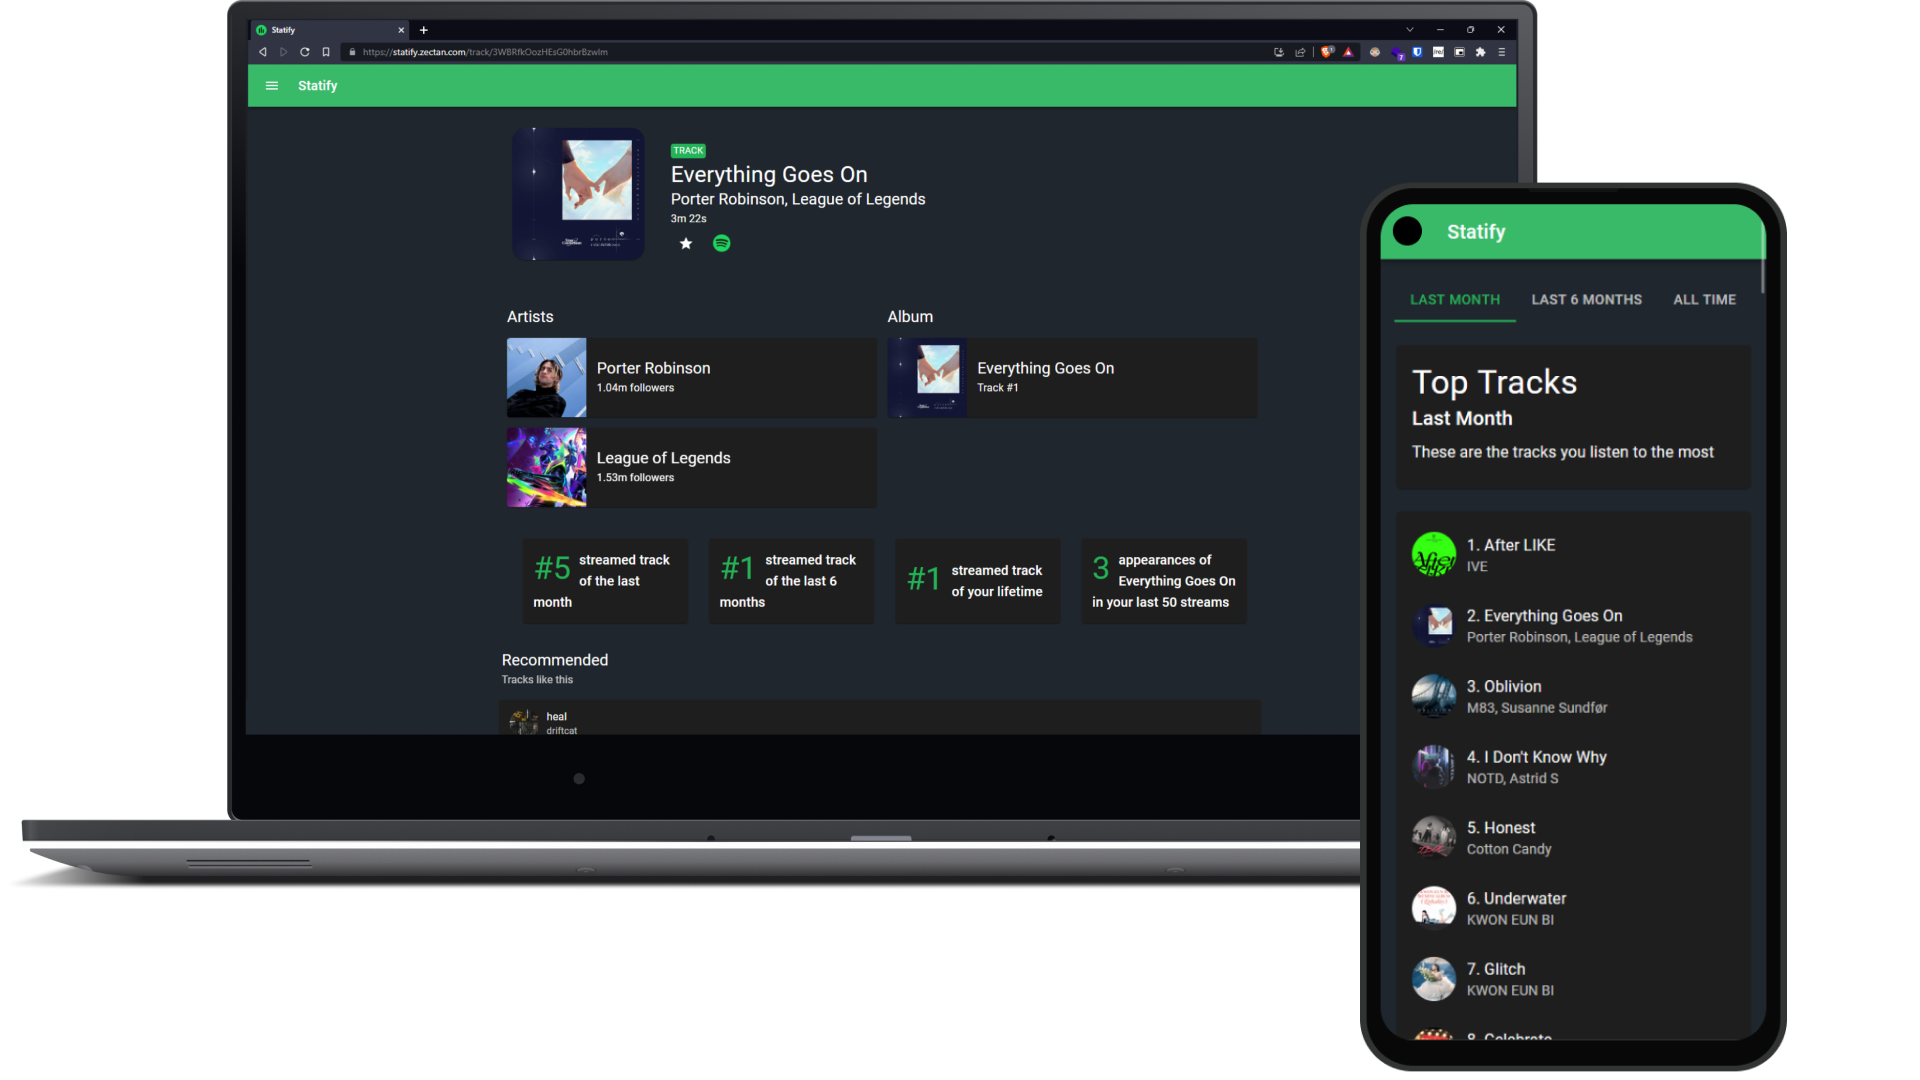 Statify
https://statify.zectan.com/track/3WBRfkOozHEsG0hbrBzwlm
Statify
TRACK
Everything Goes On
Porter Robinson, League of Legends
3m 22s
Artists
Album
Porter Robinson
1.04m followers
Everything Goes On
Track #1
League of Legends
1.53m followers
#5 streamed track
of the last
month
#1 streamed track
of the last 6
months
#1 streamed track
of your lifetime
3 appearances of
Everything Goes On
in your last 50 streams
Recommended
Tracks like this
heal
driftcat
Statify
LAST MONTH
LAST 6 MONTHS
ALL TIME
Top Tracks
Last Month
These are the tracks you listen to the most
1. After LIKE
IVE
2. Everything Goes On
Porter Robinson, League of Legends
3. Oblivion
M83, Susanne Sundfør
4. I Don't Know Why
NOTD, Astrid S
5. Honest
Cotton Candy
6. Underwater
KWON EUN BI
7. Glitch
KWON EUN BI
8. Celebrate